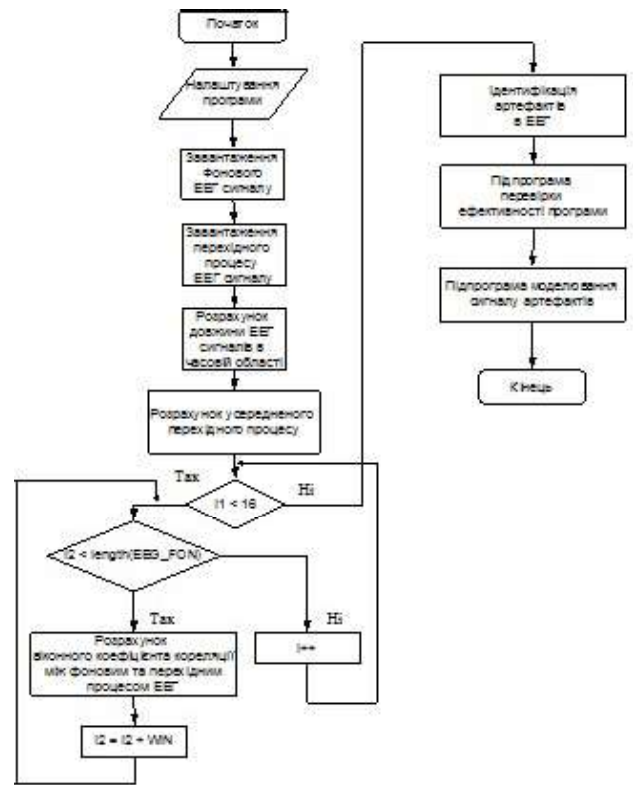 Початок
Налаштування
програми
Завантаження
Фонового
ЕЕГ сигналу
Завантаження
перехідного
процесу
ЕЕГ сигналу
Розрахунок
довжини ЕЕГ
сигналів в
часовій області
Розрахунок усередненого
перехідного процесу
Так
I1 < 16
Ні
I2 < length(EEG_FON)
Так
Розрахунок
віконного коефіцієнта кореляції
між фоновим та перехідним
процесом ЕЕГ
I2 = I2 + WIN
Ні
I++
Ідентифікація
артефактів
в ЕЕГ
Підпрограма
перевірки
ефективності програми
Підпрограма моделювання
сигналу артефактів
Кінець